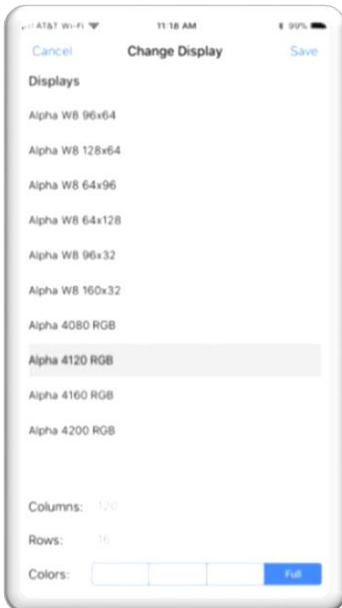 AT&T Wi-Fi 11:18 AM 99%
Cancel Change Display Save
Displays
Alpha W8 96x64
Alpha W8 128x64
Alpha W8 64x96
Alpha W8 64x128
Alpha W8 96x32
Alpha W8 160x32
Alpha 4080 RGB
Alpha 4120 RGB
Alpha 4160 RGB
Alpha 4200 RGB
Columns: 120
Rows: 16
Colors: Full